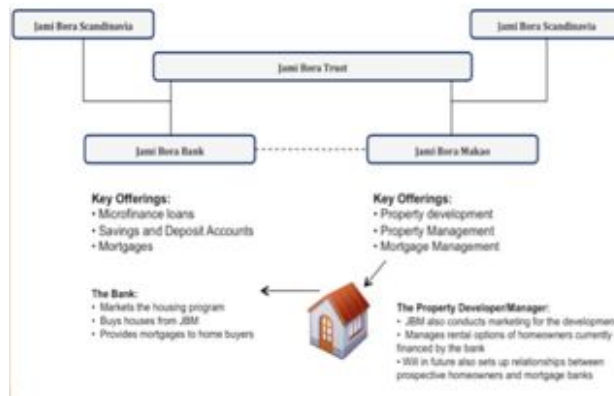 Jami Bora Scandinavia
Jami Bora Scandinavia
Jami Bora Trust
Jami Bora Bank
Jami Bora Makao
Key Offerings:
• Microfinance loans
• Savings and Deposit Accounts
• Mortgages
Key Offerings:
• Property development
• Property Management
• Mortgage Management
The Bank:
• Markets the housing program
• Buys houses from JBM
• Provides mortgages to home buyers
The Property Developer/Manager:
• JBM also conducts marketing for the development
• Manages rental options of homeowners currently
financed by the bank
• Will in future also sets up relationships between
prospective homeowners and mortgage banks